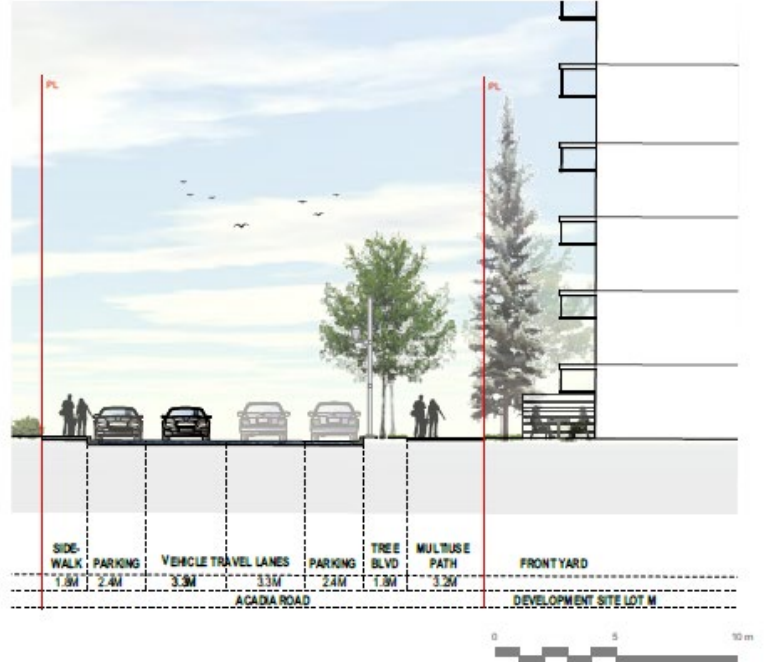 PL PL
SIDE- TREE MULTIUSE
WALK PARKING VEHICLE TRAVEL LANES PARKING BLVD PATH FRONT YARD
1.8M 2.4M 3.3M 3.3M 2.4M 1.8M 3.2M
ACADIA ROAD DEVELOPMENT SITE LOT M
0 5 10 m